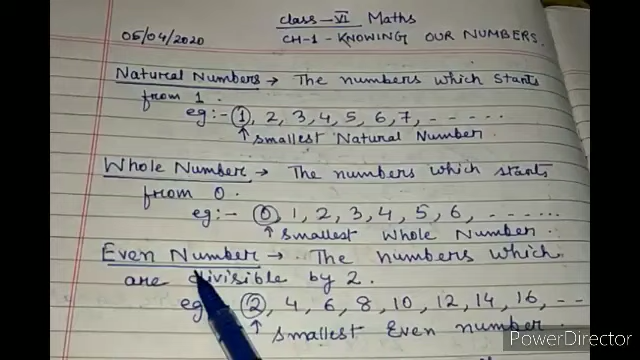 class - VI Maths
05/04/2020
CH-1 - KNOWING OUR NUMBERS.
Natural Numbers → The numbers which starts
from 1.
eg:- 1, 2, 3, 4, 5, 6, 7, - - - - -
↑ smallest Natural Number.
Whole Number → The numbers which starts
from 0.
eg:- 0, 1, 2, 3, 4, 5, 6, - - - - - -
↑ smallest Whole Number.
Even Number → The numbers which
are divisible by 2.
eg 2, 4, 6, 8, 10, 12, 14, 16, - -
↑ smallest Even number.
PowerDirector